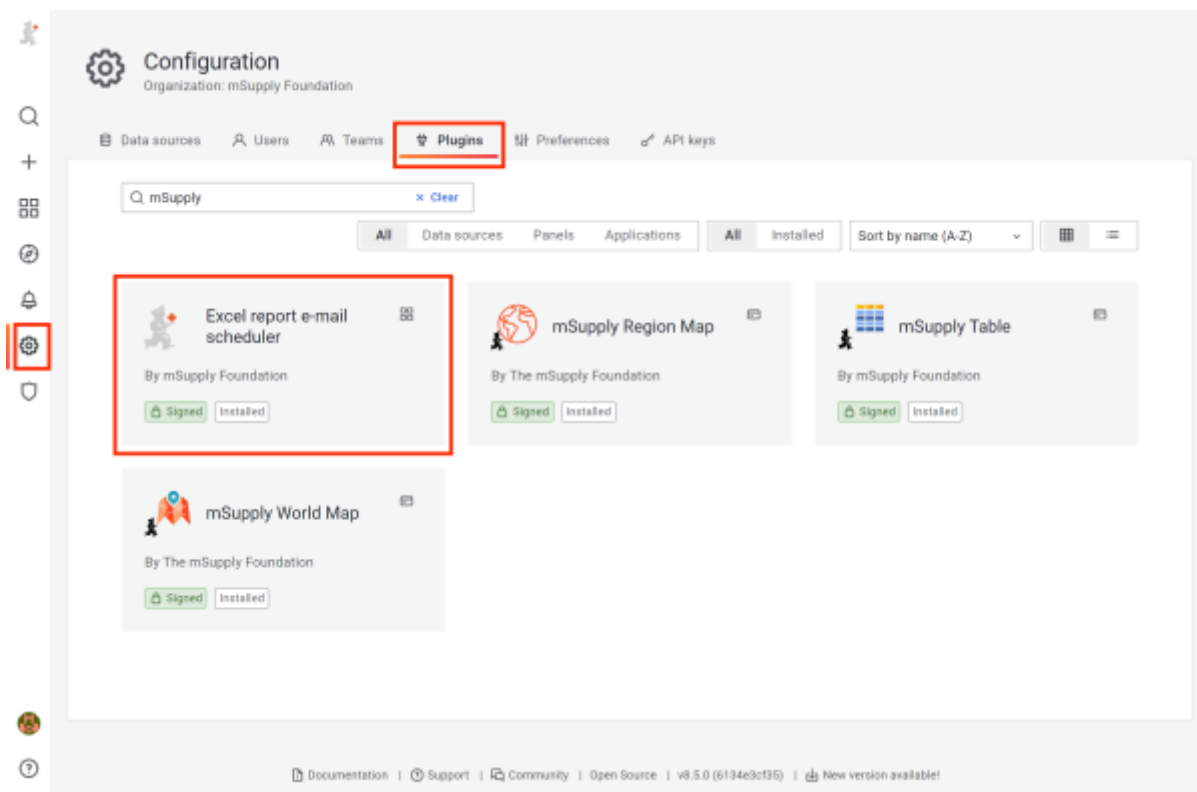 Configuration
Organization: mSupply Foundation
Data sources Users Teams Plugins Preferences API keys
mSupply × Clear
All Data sources Panels Applications All Installed Sort by name (A-Z)
Excel report e-mail
scheduler
By mSupply Foundation
Signed Installed
mSupply Region Map
By The mSupply Foundation
Signed Installed
mSupply Table
By mSupply Foundation
Signed Installed
mSupply World Map
By The mSupply Foundation
Signed Installed
Documentation | Support | Community | Open Source | v8.5.0 (6134e3cf35) | New version available!